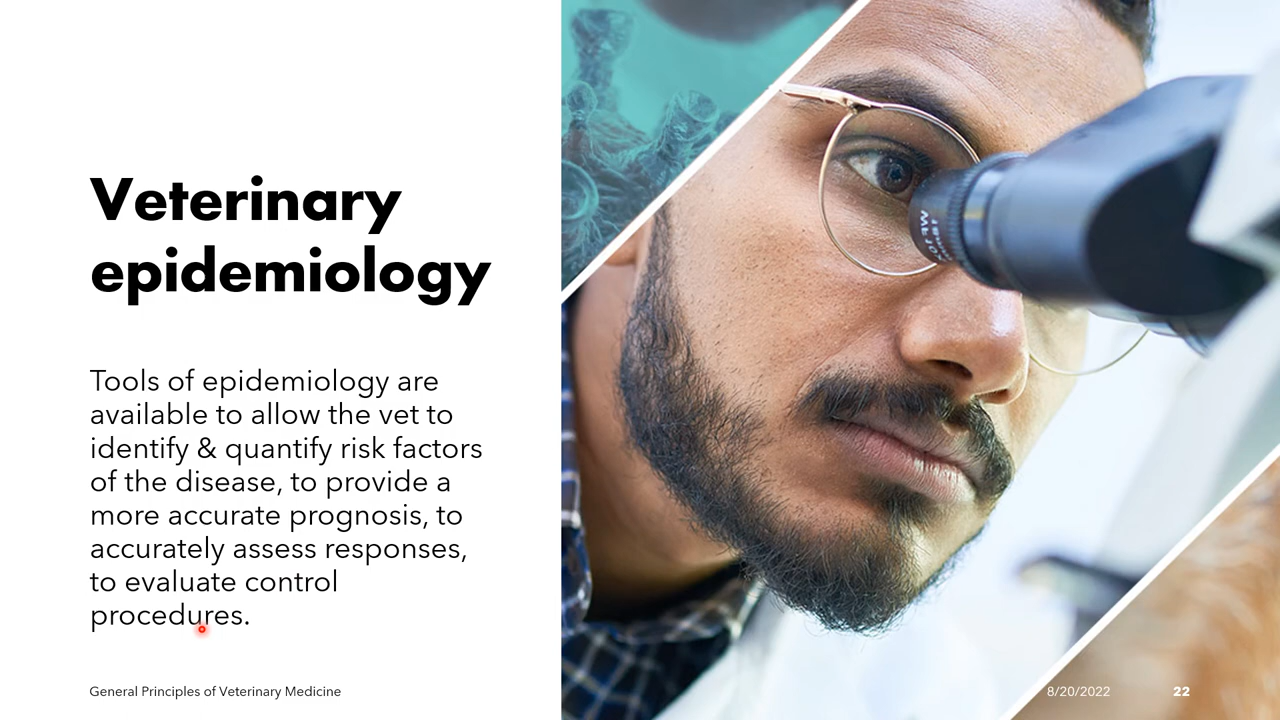 Veterinary
epidemiology
Tools of epidemiology are
available to allow the vet to
identify & quantify risk factors
of the disease, to provide a
more accurate prognosis, to
accurately assess responses,
to evaluate control
procedures.
General Principles of Veterinary Medicine
8/20/2022
22